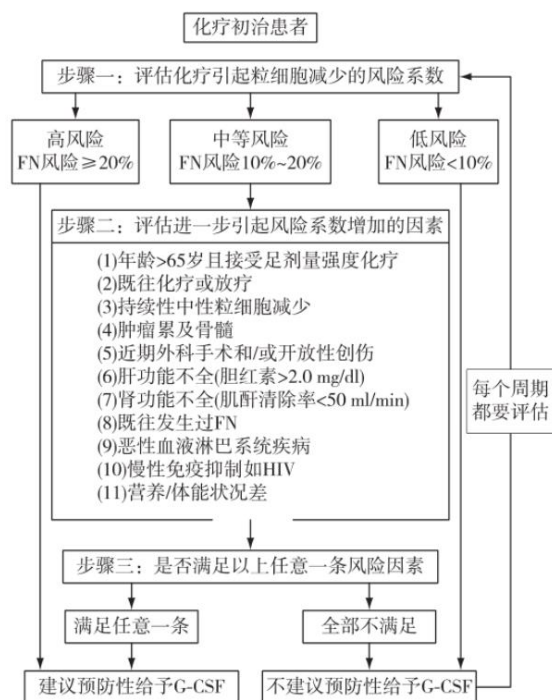 化疗初治患者
步骤一：评估化疗引起粒细胞减少的风险系数
高风险
FN风险≥20%
中等风险
FN风险10%~20%
低风险
FN风险<10%
步骤二：评估进一步引起风险系数增加的因素
(1)年龄>65岁且接受足剂量强度化疗
(2)既往化疗或放疗
(3)持续性中性粒细胞减少
(4)肿瘤累及骨髓
(5)近期外科手术和/或开放性创伤
(6)肝功能不全(胆红素>2.0 mg/dl)
(7)肾功能不全(肌酐清除率<50 ml/min)
(8)既往发生过FN
(9)恶性血液淋巴系统疾病
(10)慢性免疫抑制如HIV
(11)营养/体能状况差
每个周期
都要评估
步骤三：是否满足以上任意一条风险因素
满足任意一条
全部不满足
建议预防性给予G-CSF
不建议预防性给予G-CSF